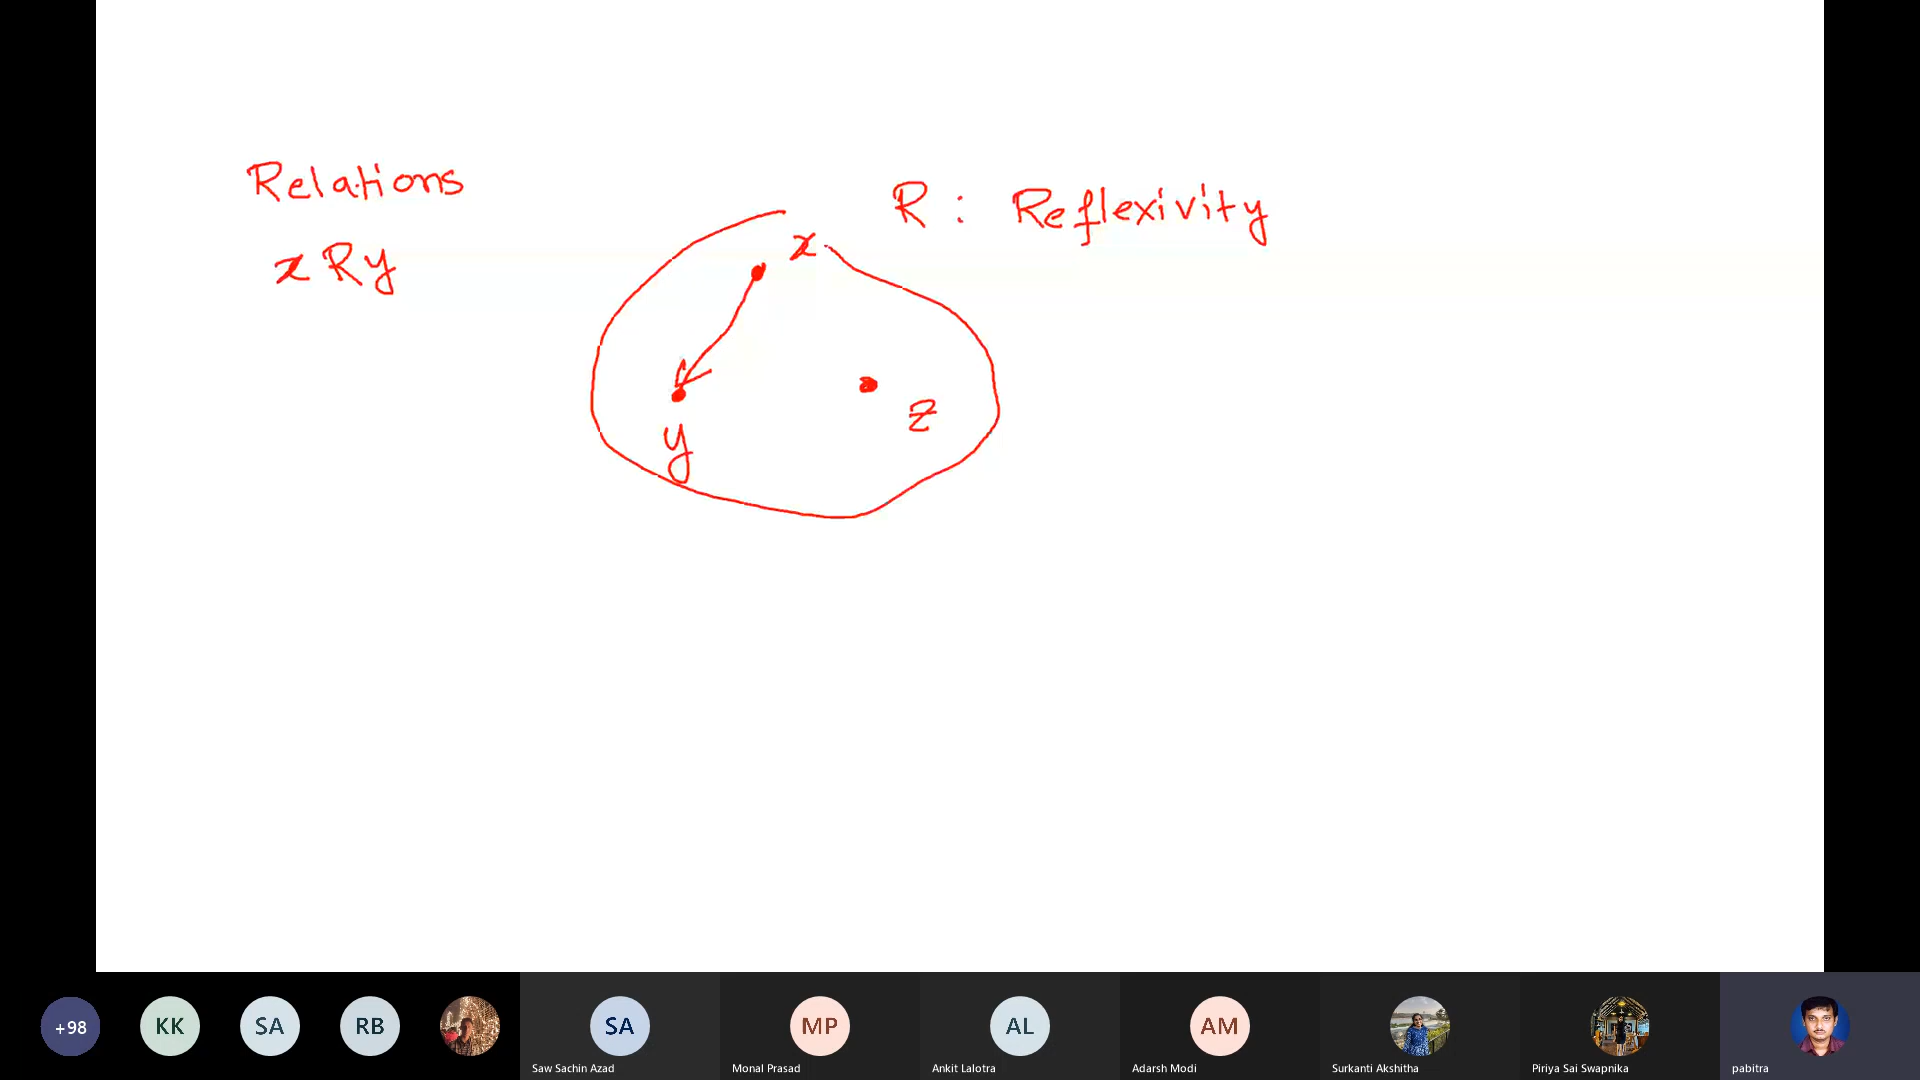 Relations
x R y
R : Reflexivity
x
y
z
+98
KK
SA
RB
SA
MP
AL
AM
Saw Sachin Azad
Monal Prasad
Ankit Lalotra
Adarsh Modi
Surkanti Akshitha
Piriya Sai Swapnika
pabitra